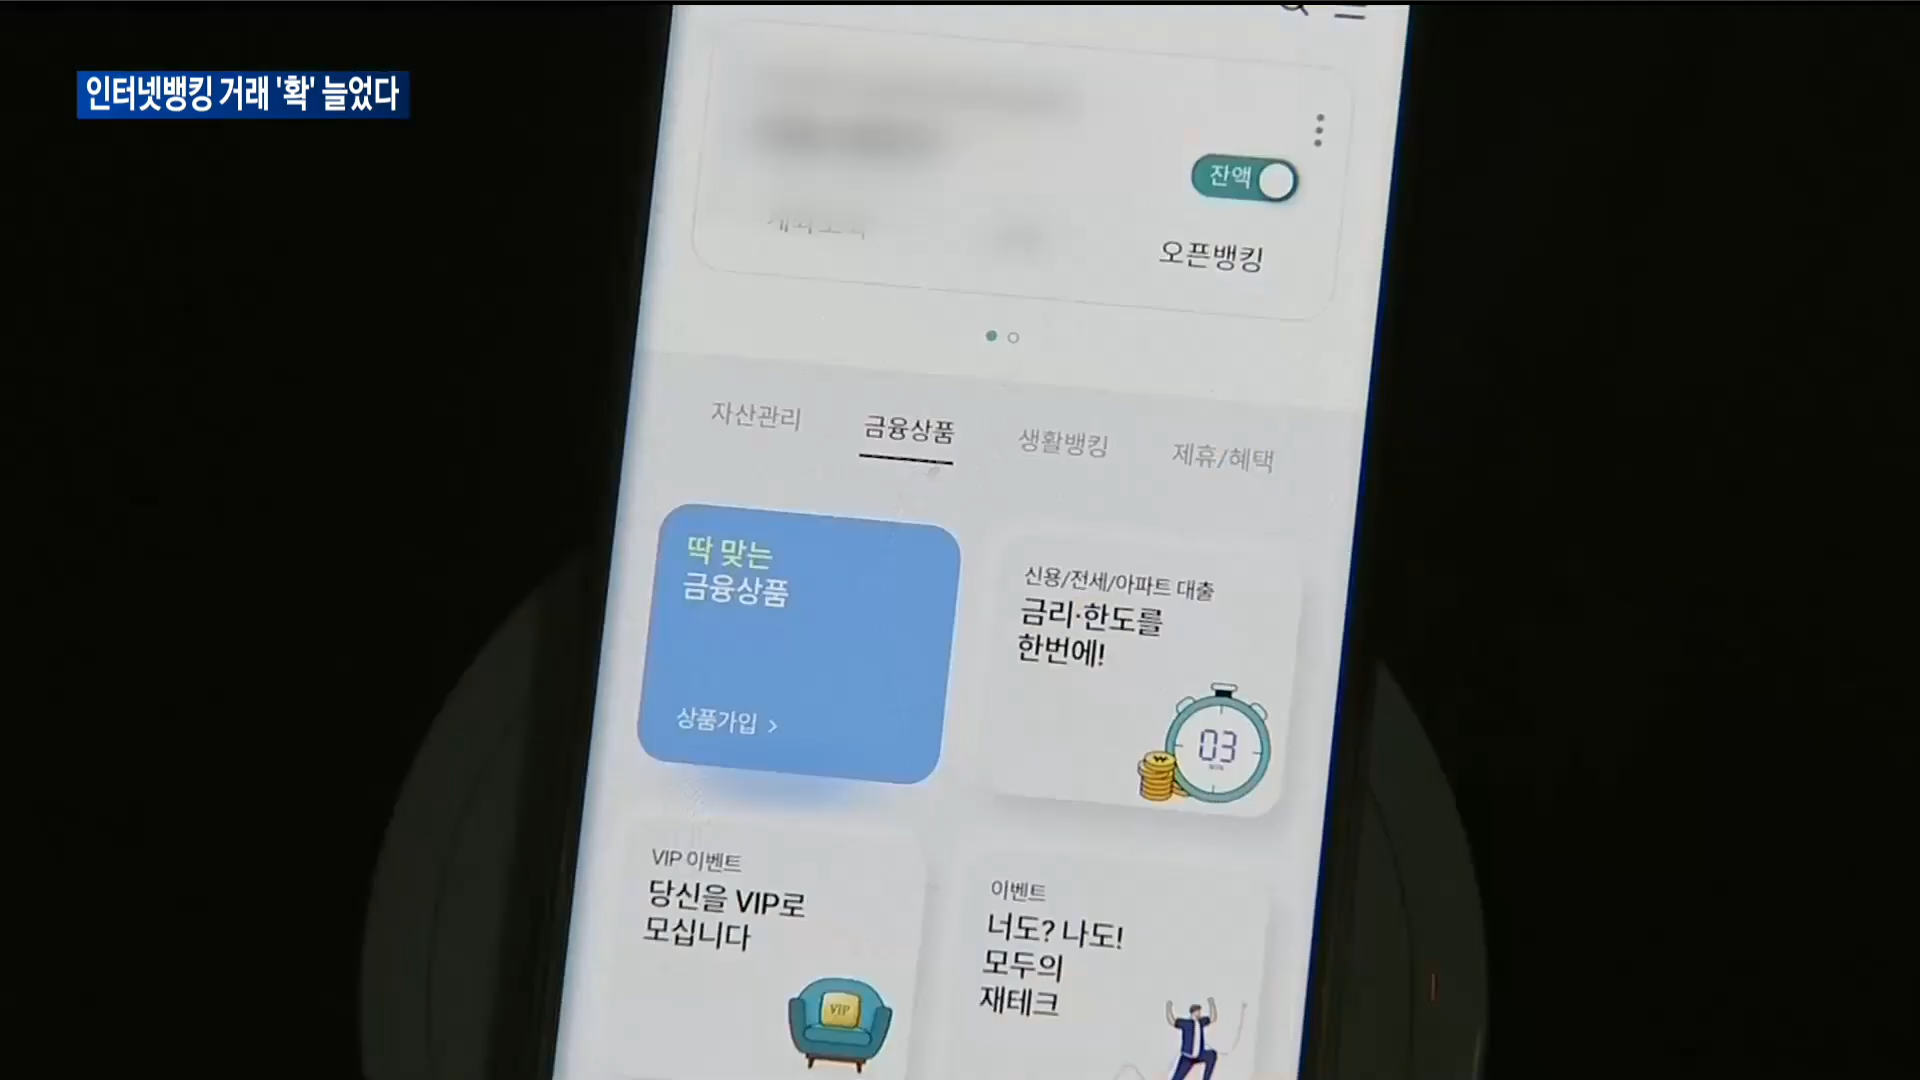 인터넷뱅킹 거래 '확' 늘었다
잔액
오픈뱅킹
자산관리 금융상품 생활뱅킹 제휴/혜택
딱 맞는
금융상품
상품가입 >
신용/전세/아파트 대출
금리·한도를
한번에!
03
MIN
VIP 이벤트
당신을 VIP로
모십니다
VIP
이벤트
너도? 나도!
모두의
재테크